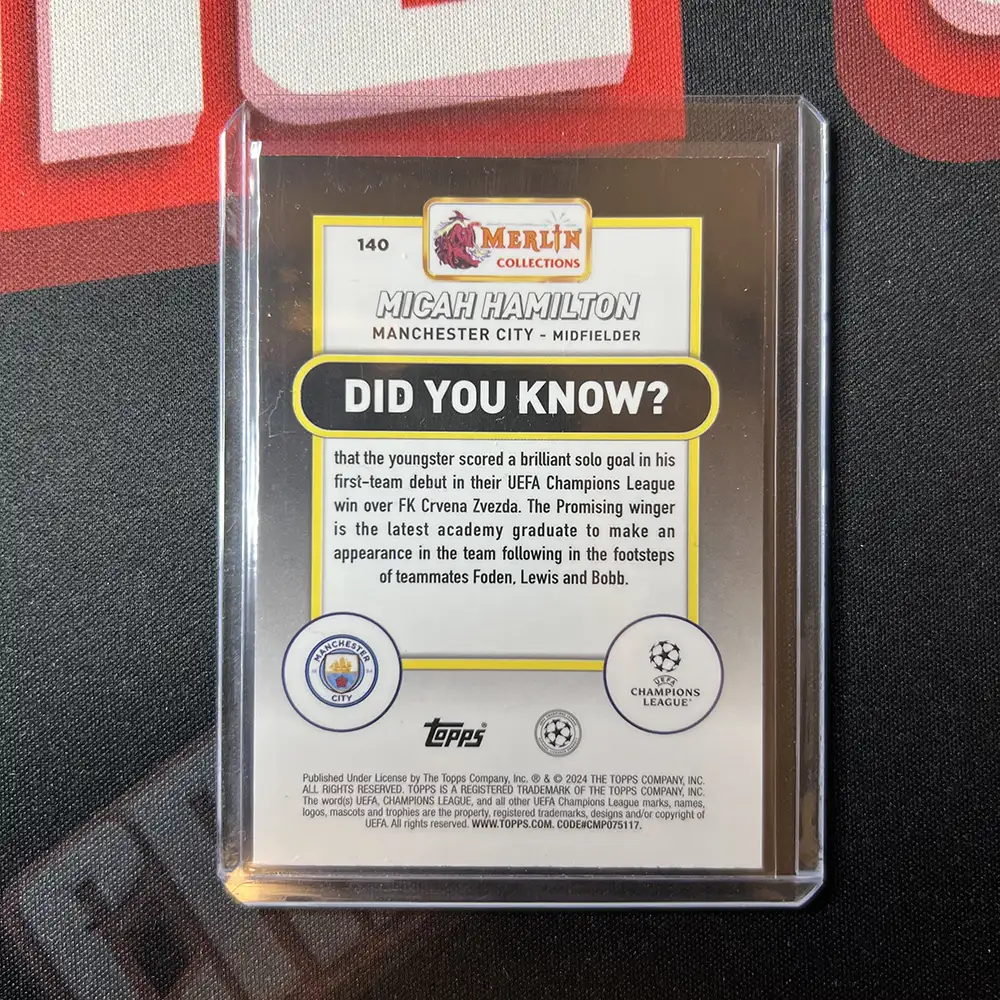 140
MERLIN
COLLECTIONS
MICAH HAMILTON
MANCHESTER CITY - MIDFIELDER
DID YOU KNOW?
that the youngster scored a brilliant solo goal in his
first-team debut in their UEFA Champions League
win over FK Crvena Zvezda. The Promising winger
is the latest academy graduate to make an
appearance in the team following in the footsteps
of teammates Foden, Lewis and Bobb.
MANCHESTER
18 94
CITY
UEFA
CHAMPIONS
LEAGUE
Topps®
Published Under License by The Topps Company, Inc. ® & © 2024 THE TOPPS COMPANY, INC.
ALL RIGHTS RESERVED. TOPPS IS A REGISTERED TRADEMARK OF THE TOPPS COMPANY, INC.
The word(s) UEFA, CHAMPIONS LEAGUE, and all other UEFA Champions League marks, names,
logos, mascots and trophies are the property, registered trademarks, designs and/or copyright of
UEFA. All rights reserved. WWW.TOPPS.COM. CODE#CMP075117.